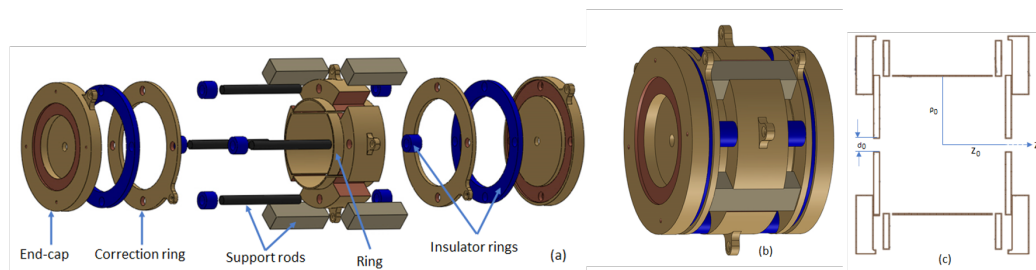 End-cap
Correction ring
Support rods
Ring
Insulator rings
(a)
(b)
ρ₀
d₀
Z₀
z
(c)